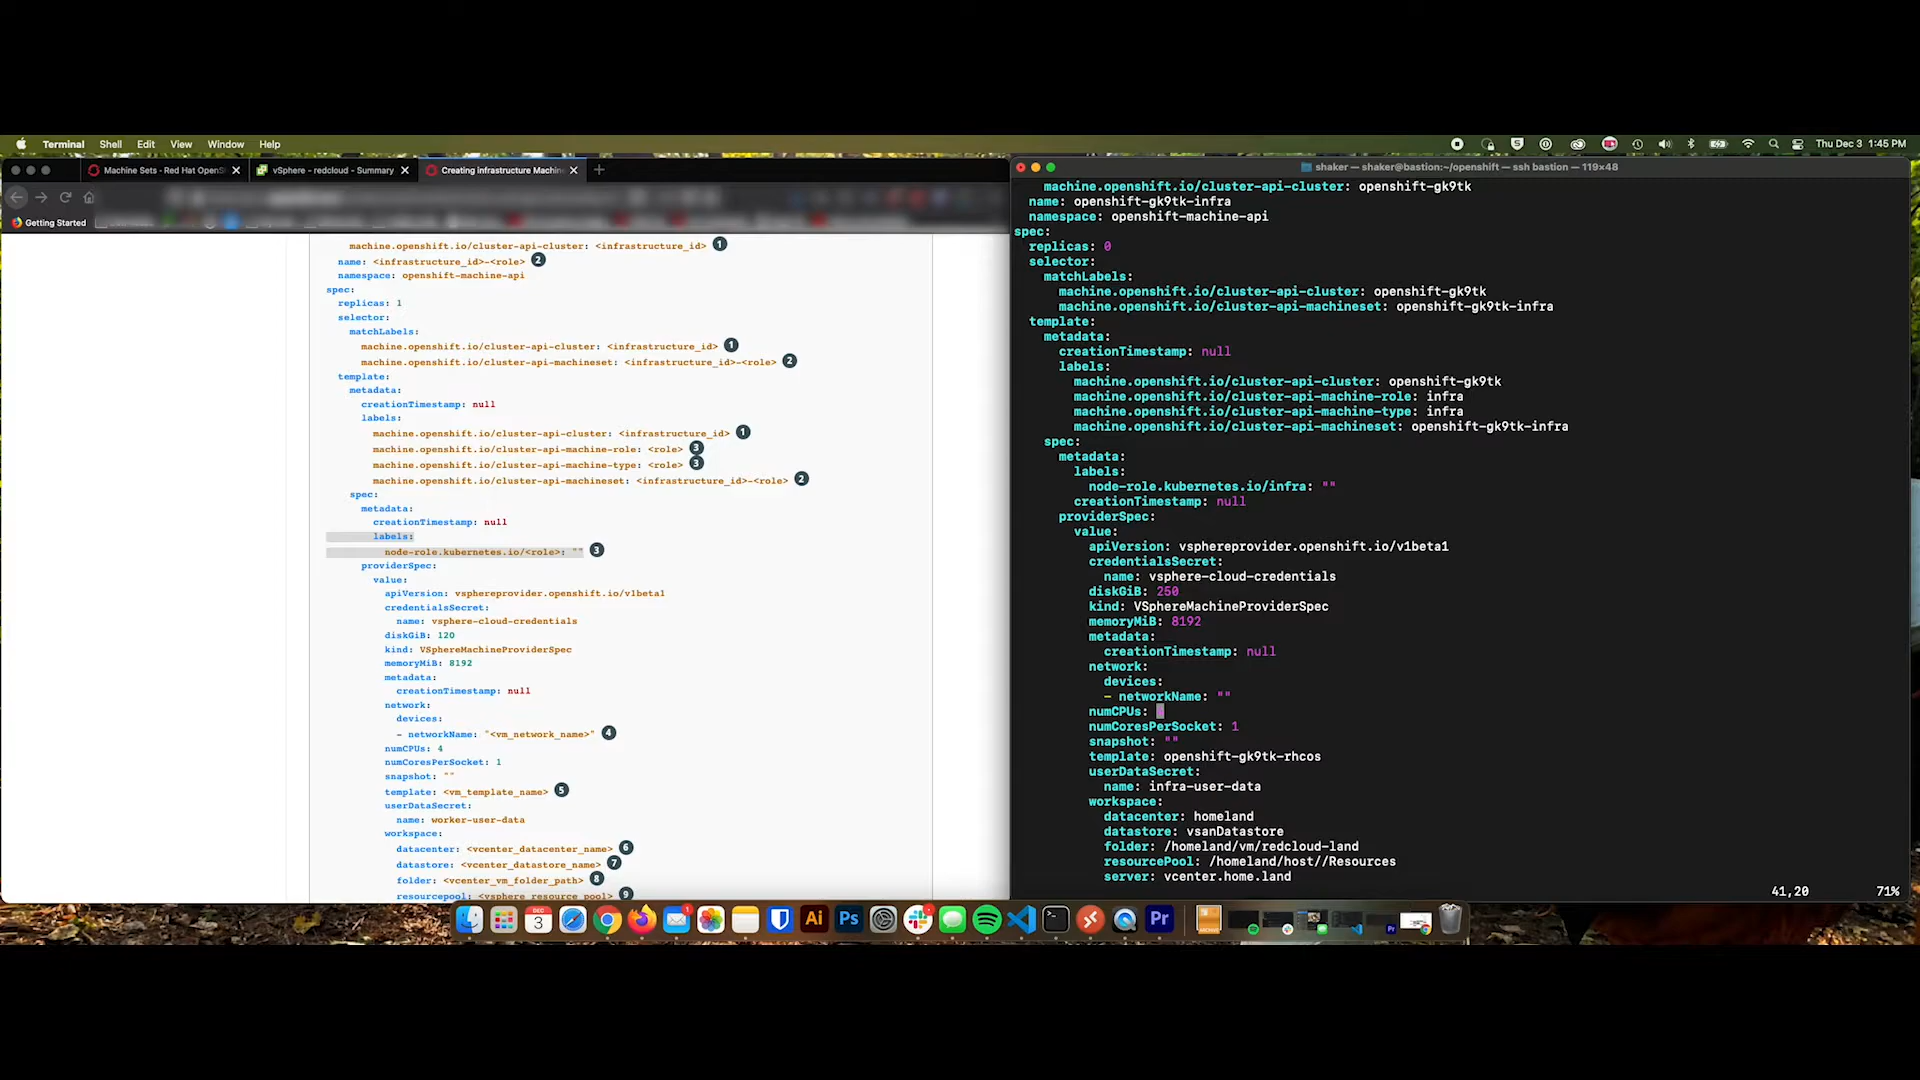 Terminal Shell Edit View Window Help
Thu Dec 3 1:45 PM
Machine Sets - Red Hat OpenS
vSphere - redcloud - Summary
Creating infrastructure Machin
Getting Started
machine.openshift.io/cluster-api-cluster: <infrastructure_id> 1
name: <infrastructure_id>-<role> 2
namespace: openshift-machine-api
spec:
replicas: 1
selector:
matchLabels:
machine.openshift.io/cluster-api-cluster: <infrastructure_id> 1
machine.openshift.io/cluster-api-machineset: <infrastructure_id>-<role> 2
template:
metadata:
creationTimestamp: null
labels:
machine.openshift.io/cluster-api-cluster: <infrastructure_id> 1
machine.openshift.io/cluster-api-machine-role: <role> 3
machine.openshift.io/cluster-api-machine-type: <role> 3
machine.openshift.io/cluster-api-machineset: <infrastructure_id>-<role> 2
spec:
metadata:
creationTimestamp: null
labels:
node-role.kubernetes.io/<role>: "" 3
providerSpec:
value:
apiVersion: vsphereprovider.openshift.io/v1beta1
credentialsSecret:
name: vsphere-cloud-credentials
diskGiB: 120
kind: VSphereMachineProviderSpec
memoryMiB: 8192
metadata:
creationTimestamp: null
network:
devices:
- networkName: "<vm_network_name>" 4
numCPUs: 4
numCoresPerSocket: 1
snapshot: ""
template: <vm_template_name> 5
userDataSecret:
name: worker-user-data
workspace:
datacenter: <vcenter_datacenter_name> 6
datastore: <vcenter_datastore_name> 7
folder: <vcenter_vm_folder_path> 8
resourcepool: <vsphere_resource_pool> 9
shaker — shaker@bastion:~/openshift — ssh bastion — 119×48
machine.openshift.io/cluster-api-cluster: openshift-gk9tk
name: openshift-gk9tk-infra
namespace: openshift-machine-api
spec:
replicas: 0
selector:
matchLabels:
machine.openshift.io/cluster-api-cluster: openshift-gk9tk
machine.openshift.io/cluster-api-machineset: openshift-gk9tk-infra
template:
metadata:
creationTimestamp: null
labels:
machine.openshift.io/cluster-api-cluster: openshift-gk9tk
machine.openshift.io/cluster-api-machine-role: infra
machine.openshift.io/cluster-api-machine-type: infra
machine.openshift.io/cluster-api-machineset: openshift-gk9tk-infra
spec:
metadata:
labels:
node-role.kubernetes.io/infra: ""
creationTimestamp: null
providerSpec:
value:
apiVersion: vsphereprovider.openshift.io/v1beta1
credentialsSecret:
name: vsphere-cloud-credentials
diskGiB: 250
kind: VSphereMachineProviderSpec
memoryMiB: 8192
metadata:
creationTimestamp: null
network:
devices:
- networkName: ""
numCPUs:
numCoresPerSocket: 1
snapshot: ""
template: openshift-gk9tk-rhcos
userDataSecret:
name: infra-user-data
workspace:
datacenter: homeland
datastore: vsanDatastore
folder: /homeland/vm/redcloud-land
resourcePool: /homeland/host//Resources
server: vcenter.home.land
41,20 71%
DEC
3
Ai
Ps
Pr